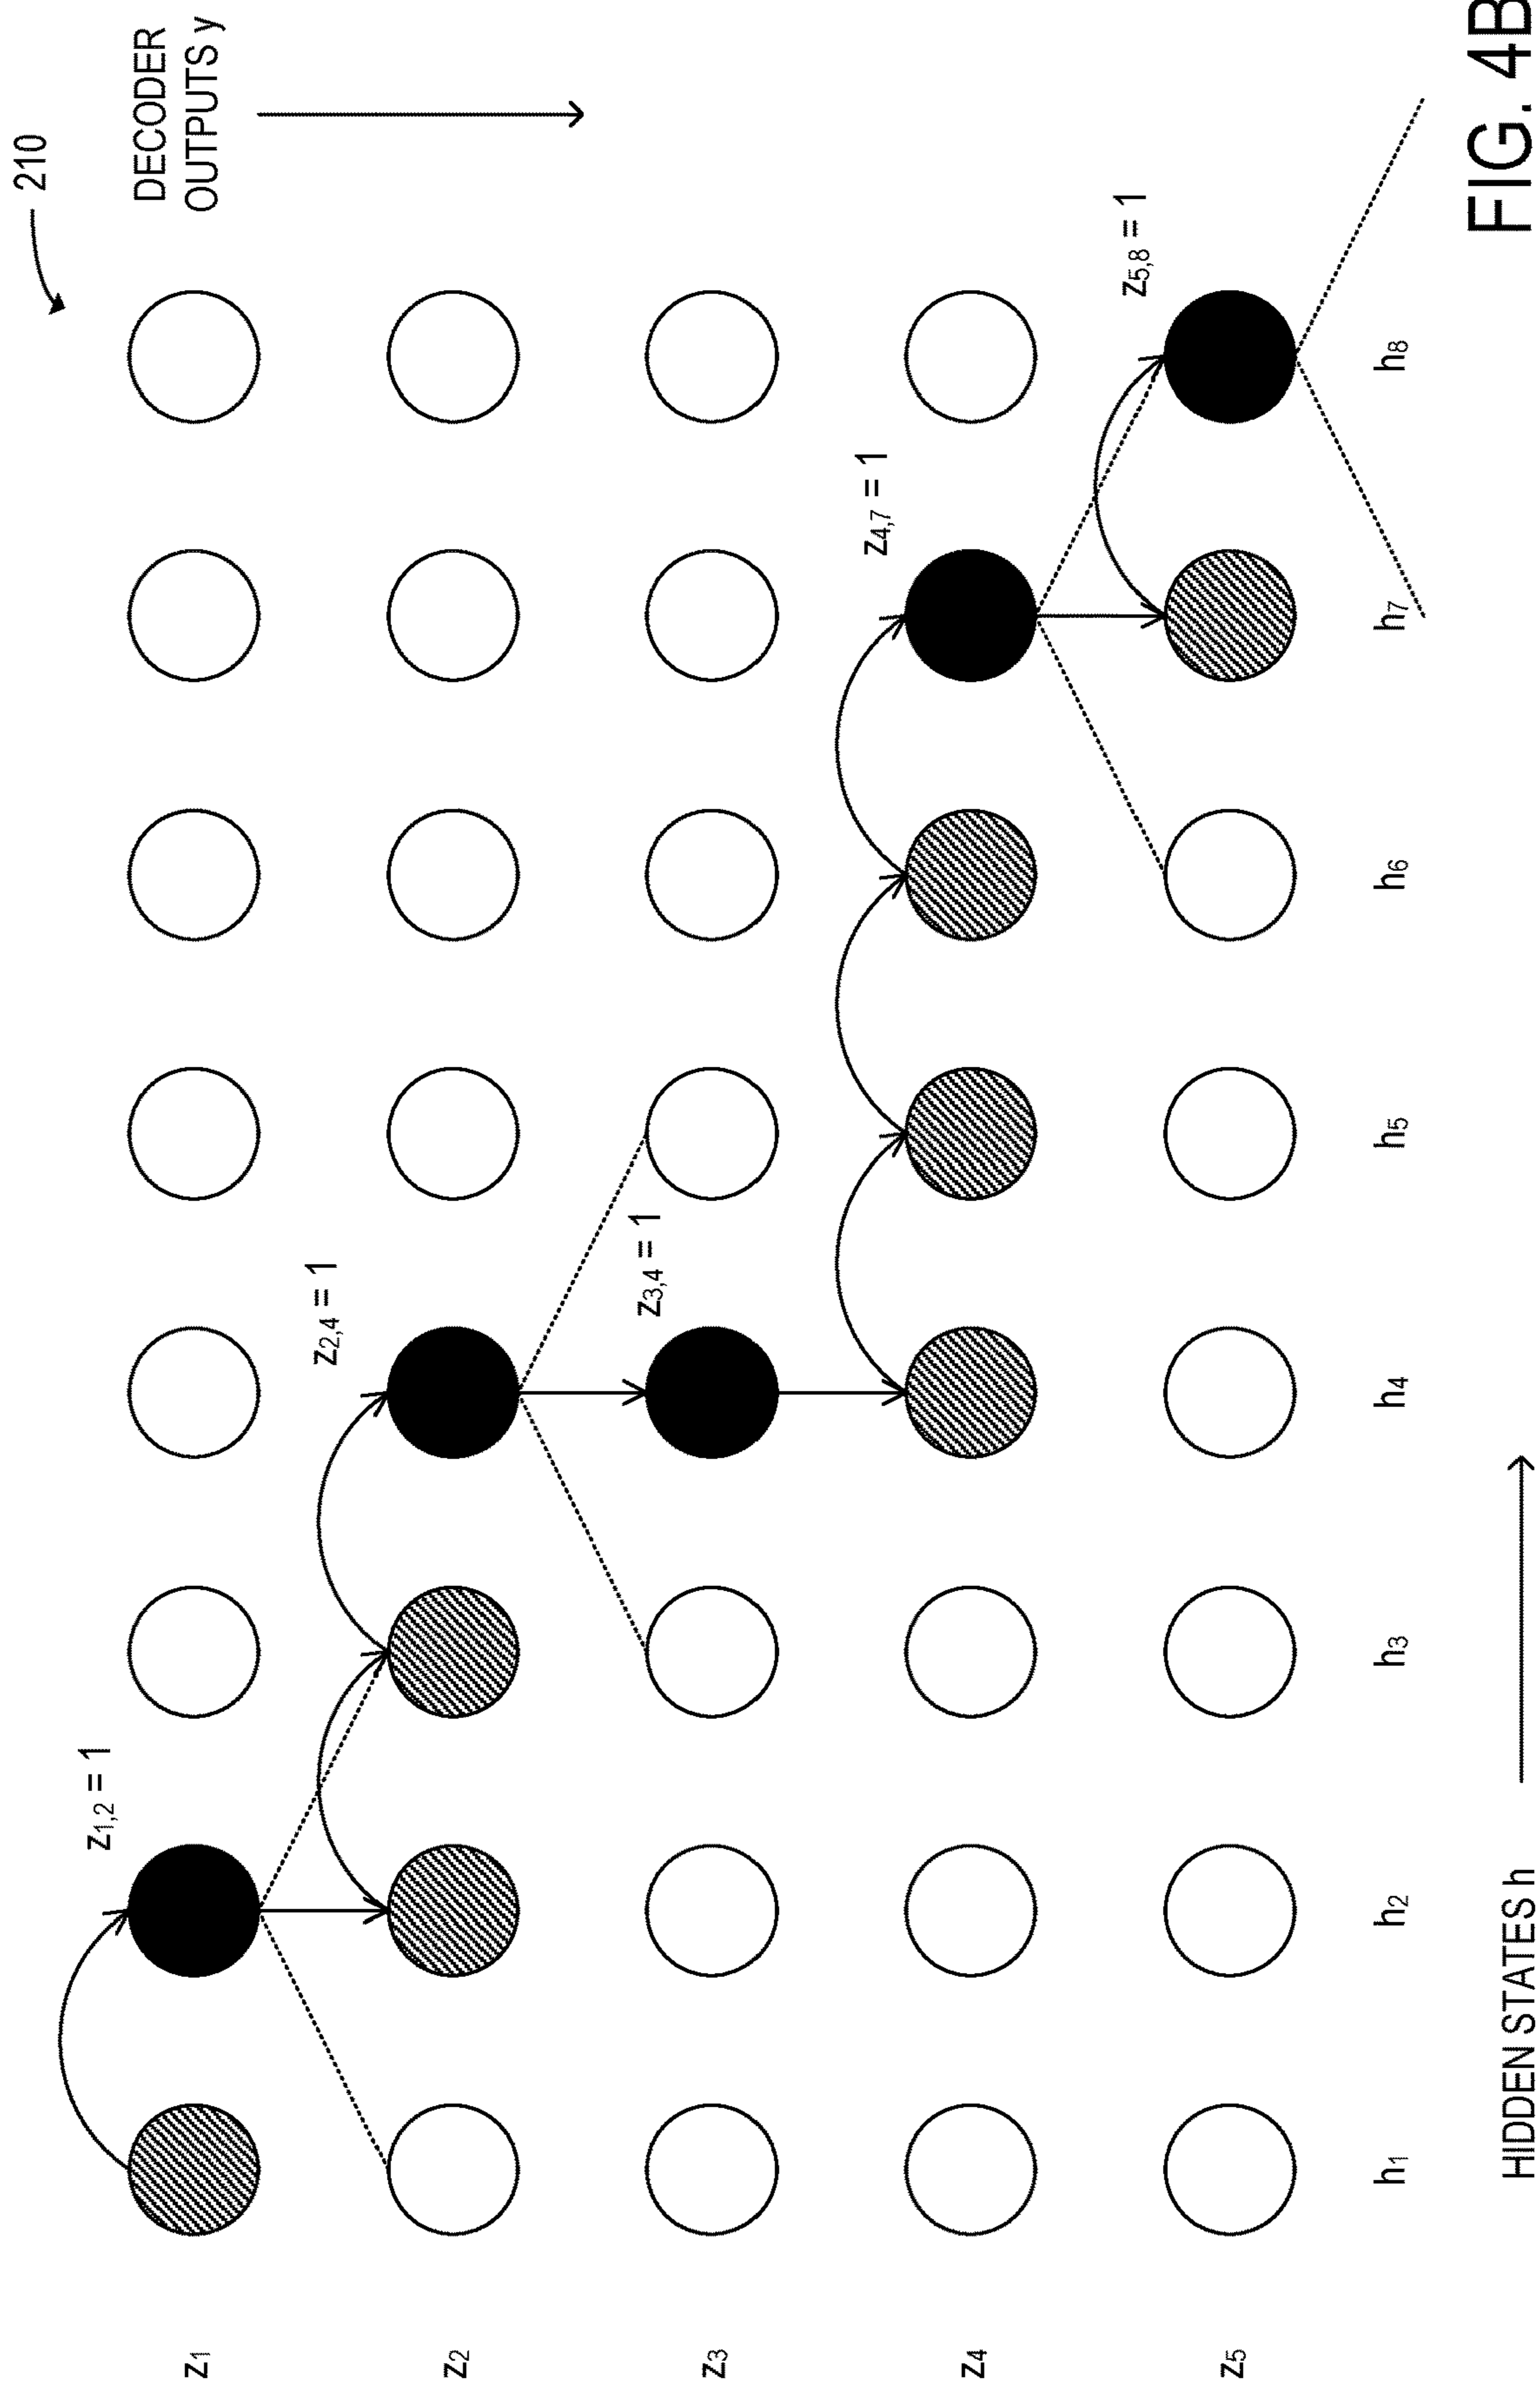 210
DECODER
OUTPUTS y
z1,2 = 1
z1
z2,4 = 1
z2
z3,4 = 1
z3
z4,7 = 1
z4
z5,8 = 1
z5
h1 h2 h3 h4 h5 h6 h7 h8
HIDDEN STATES h
FIG. 4B